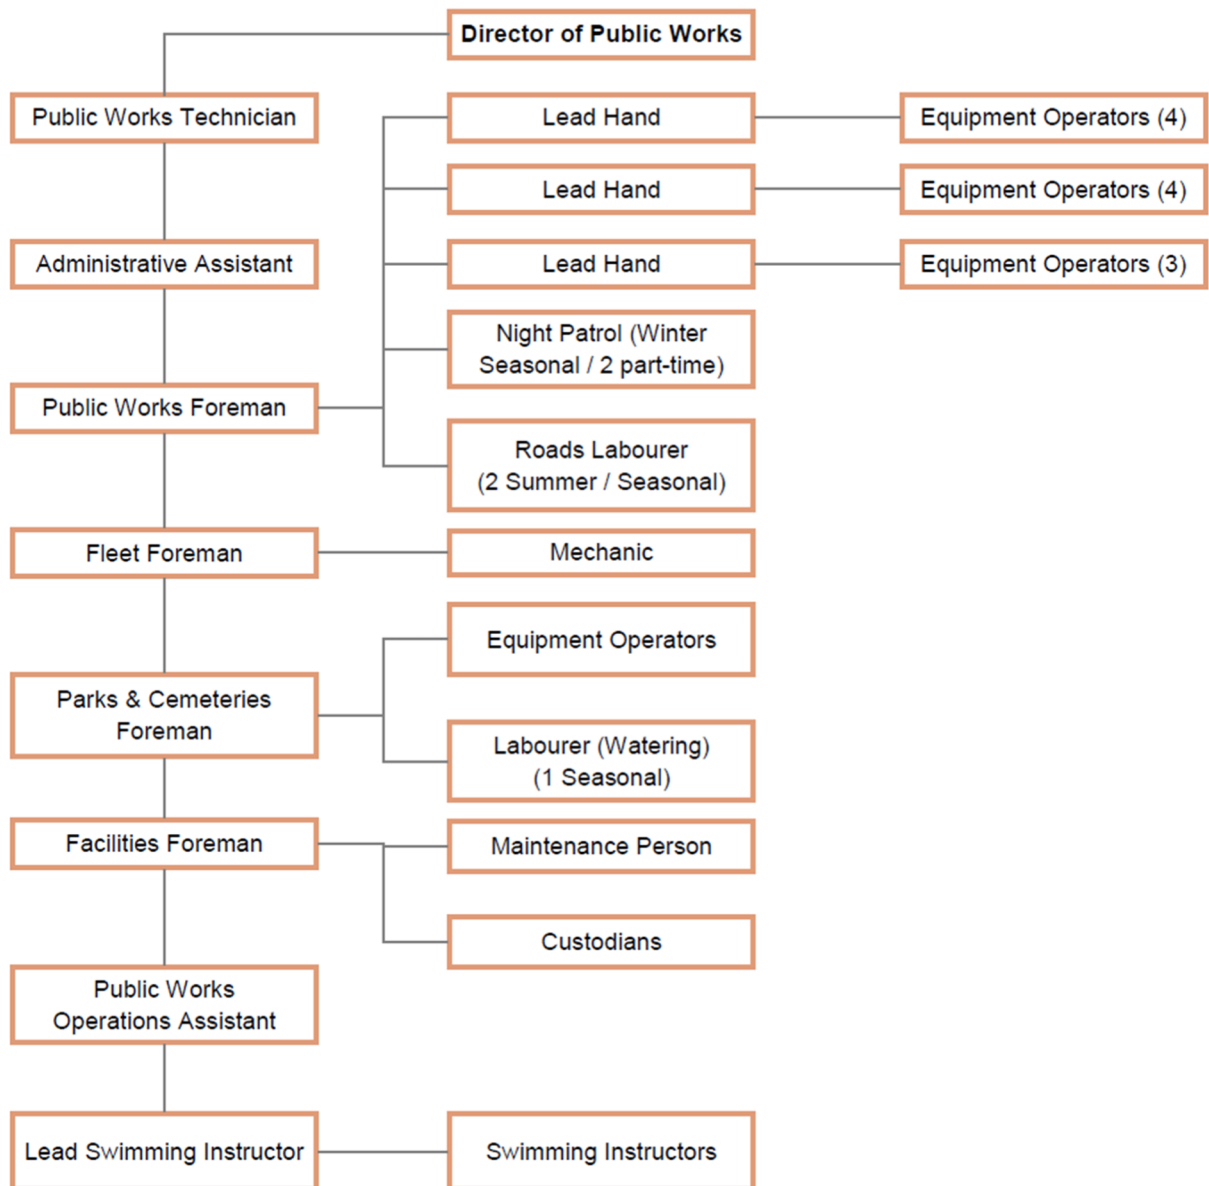 Director of Public Works
Public Works Technician
Lead Hand
Equipment Operators (4)
Lead Hand
Equipment Operators (4)
Administrative Assistant
Lead Hand
Equipment Operators (3)
Night Patrol (Winter
Seasonal / 2 part-time)
Public Works Foreman
Roads Labourer
(2 Summer / Seasonal)
Fleet Foreman
Mechanic
Equipment Operators
Parks & Cemeteries
Foreman
Labourer (Watering)
(1 Seasonal)
Facilities Foreman
Maintenance Person
Custodians
Public Works
Operations Assistant
Lead Swimming Instructor
Swimming Instructors